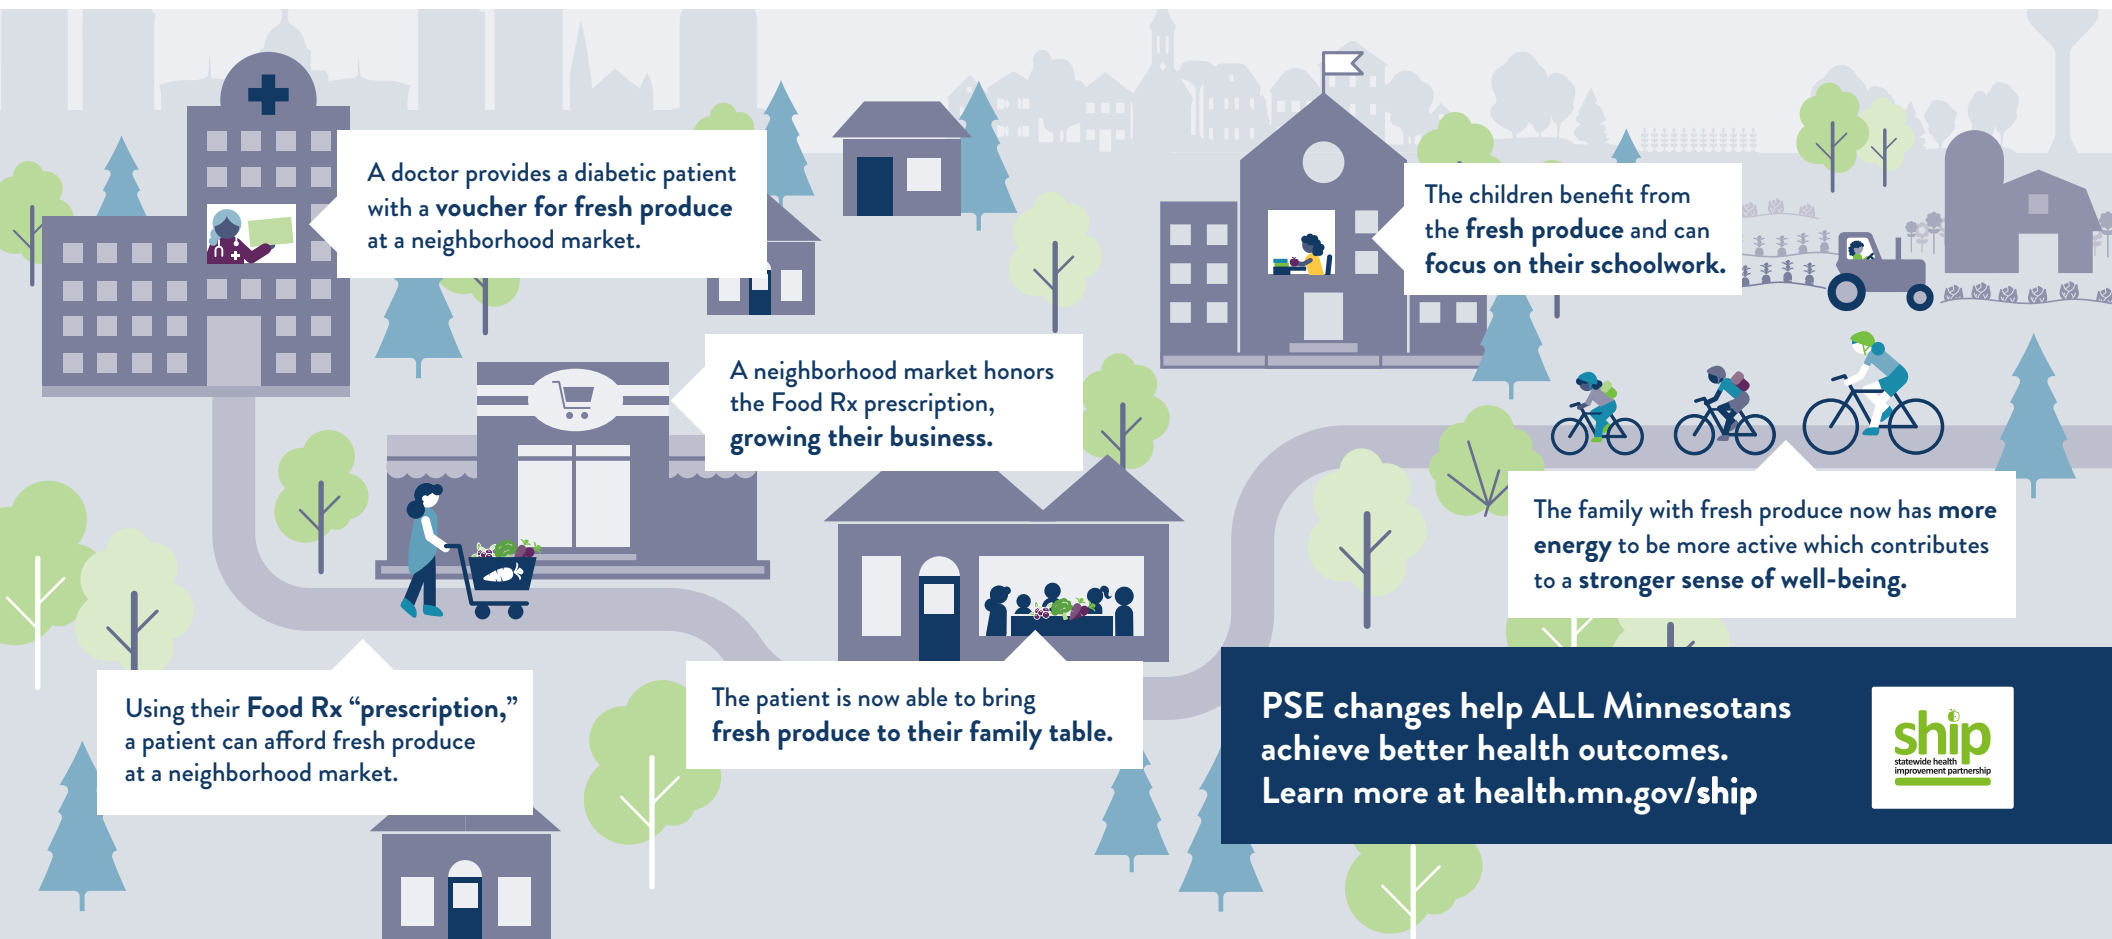 A doctor provides a diabetic patient
with a voucher for fresh produce
at a neighborhood market.
Using their Food Rx “prescription,”
a patient can afford fresh produce
at a neighborhood market.
A neighborhood market honors
the Food Rx prescription,
growing their business.
The patient is now able to bring
fresh produce to their family table.
The children benefit from
the fresh produce and can
focus on their schoolwork.
The family with fresh produce now has more
energy to be more active which contributes
to a stronger sense of well-being.
PSE changes help ALL Minnesotans
achieve better health outcomes.
Learn more at health.mn.gov/ship
ship
statewide health
improvement partnership